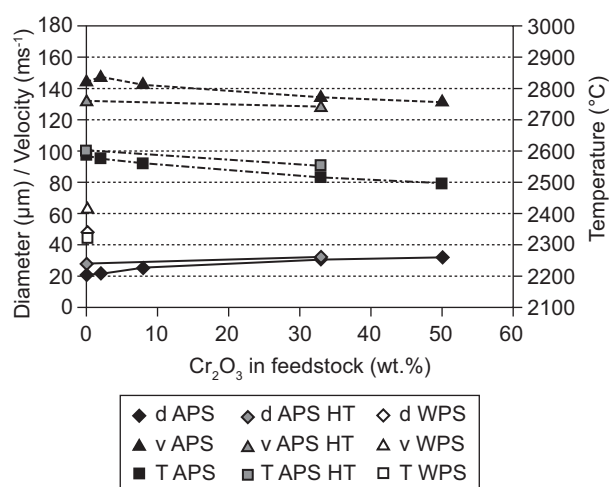 Diameter (µm) / Velocity (ms⁻¹)
180
160
140
120
100
80
60
40
20
0
3000
2900
2800
2700
2600
2500
2400
2300
2200
2100
Temperature (°C)
0 10 20 30 40 50 60
Cr₂O₃ in feedstock (wt.%)
d APS d APS HT d WPS
v APS v APS HT v WPS
T APS T APS HT T WPS